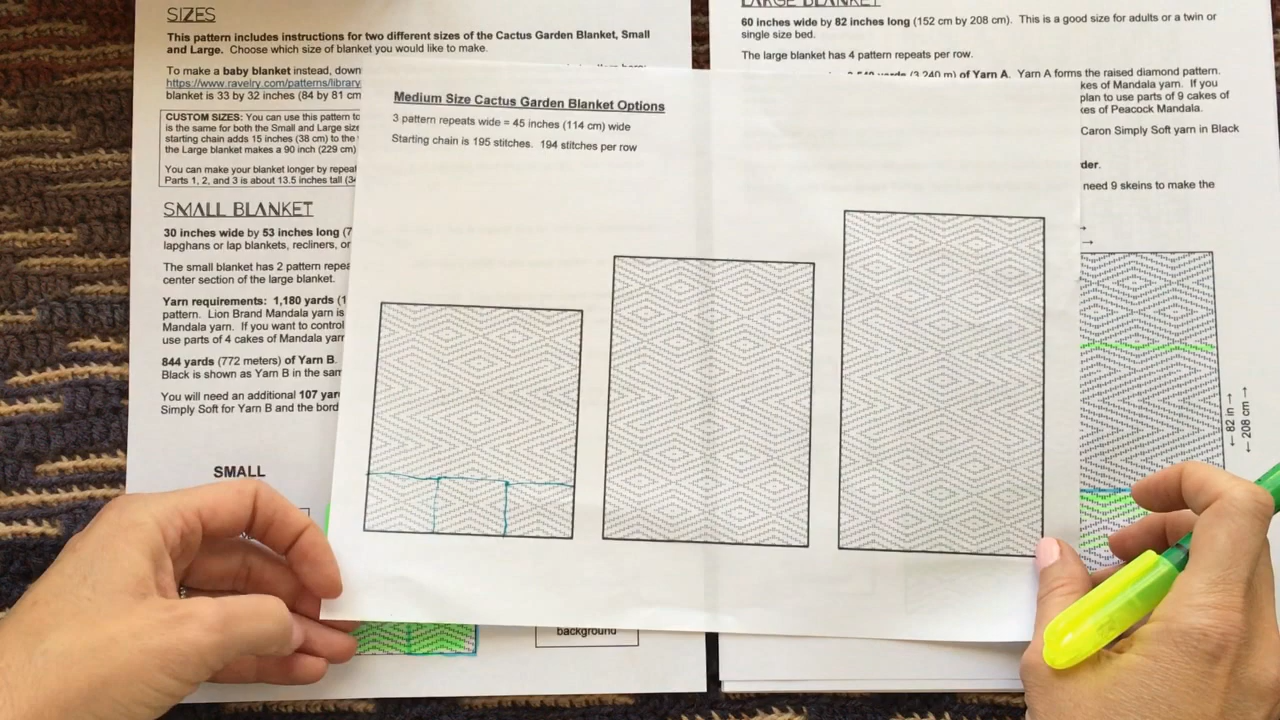 SIZES
This pattern includes instructions for two different sizes of the Cactus Garden Blanket, Small
and Large. Choose which size of blanket you would like to make.
To make a baby blanket instead, down
https://www.ravelry.com/patterns/library
blanket is 33 by 32 inches (84 by 81 cm
CUSTOM SIZES: You can use this pattern to
is the same for both the Small and Large size
starting chain adds 15 inches (38 cm) to the
the Large blanket makes a 90 inch (229 cm)
You can make your blanket longer by repeat
Parts 1, 2, and 3 is about 13.5 inches tall (34
SMALL BLANKET
30 inches wide by 53 inches long (7
lapghans or lap blankets, recliners, or
The small blanket has 2 pattern repea
center section of the large blanket.
Yarn requirements: 1,180 yards (1
pattern. Lion Brand Mandala yarn is
Mandala yarn. If you want to control
use parts of 4 cakes of Mandala yarn
844 yards (772 meters) of Yarn B.
Black is shown as Yarn B in the sam
You will need an additional 107 yar
Simply Soft for Yarn B and the bord
SMALL
background
Medium Size Cactus Garden Blanket Options
3 pattern repeats wide = 45 inches (114 cm) wide
Starting chain is 195 stitches. 194 stitches per row
LARGE BLANKET
60 inches wide by 82 inches long (152 cm by 208 cm). This is a good size for adults or a twin or
single size bed.
The large blanket has 4 pattern repeats per row.
(3,240 m) of Yarn A. Yarn A forms the raised diamond pattern.
kes of Mandala yarn. If you
plan to use parts of 9 cakes of
es of Peacock Mandala.
Caron Simply Soft yarn in Black
der.
need 9 skeins to make the
← 82 in →
← 208 cm →